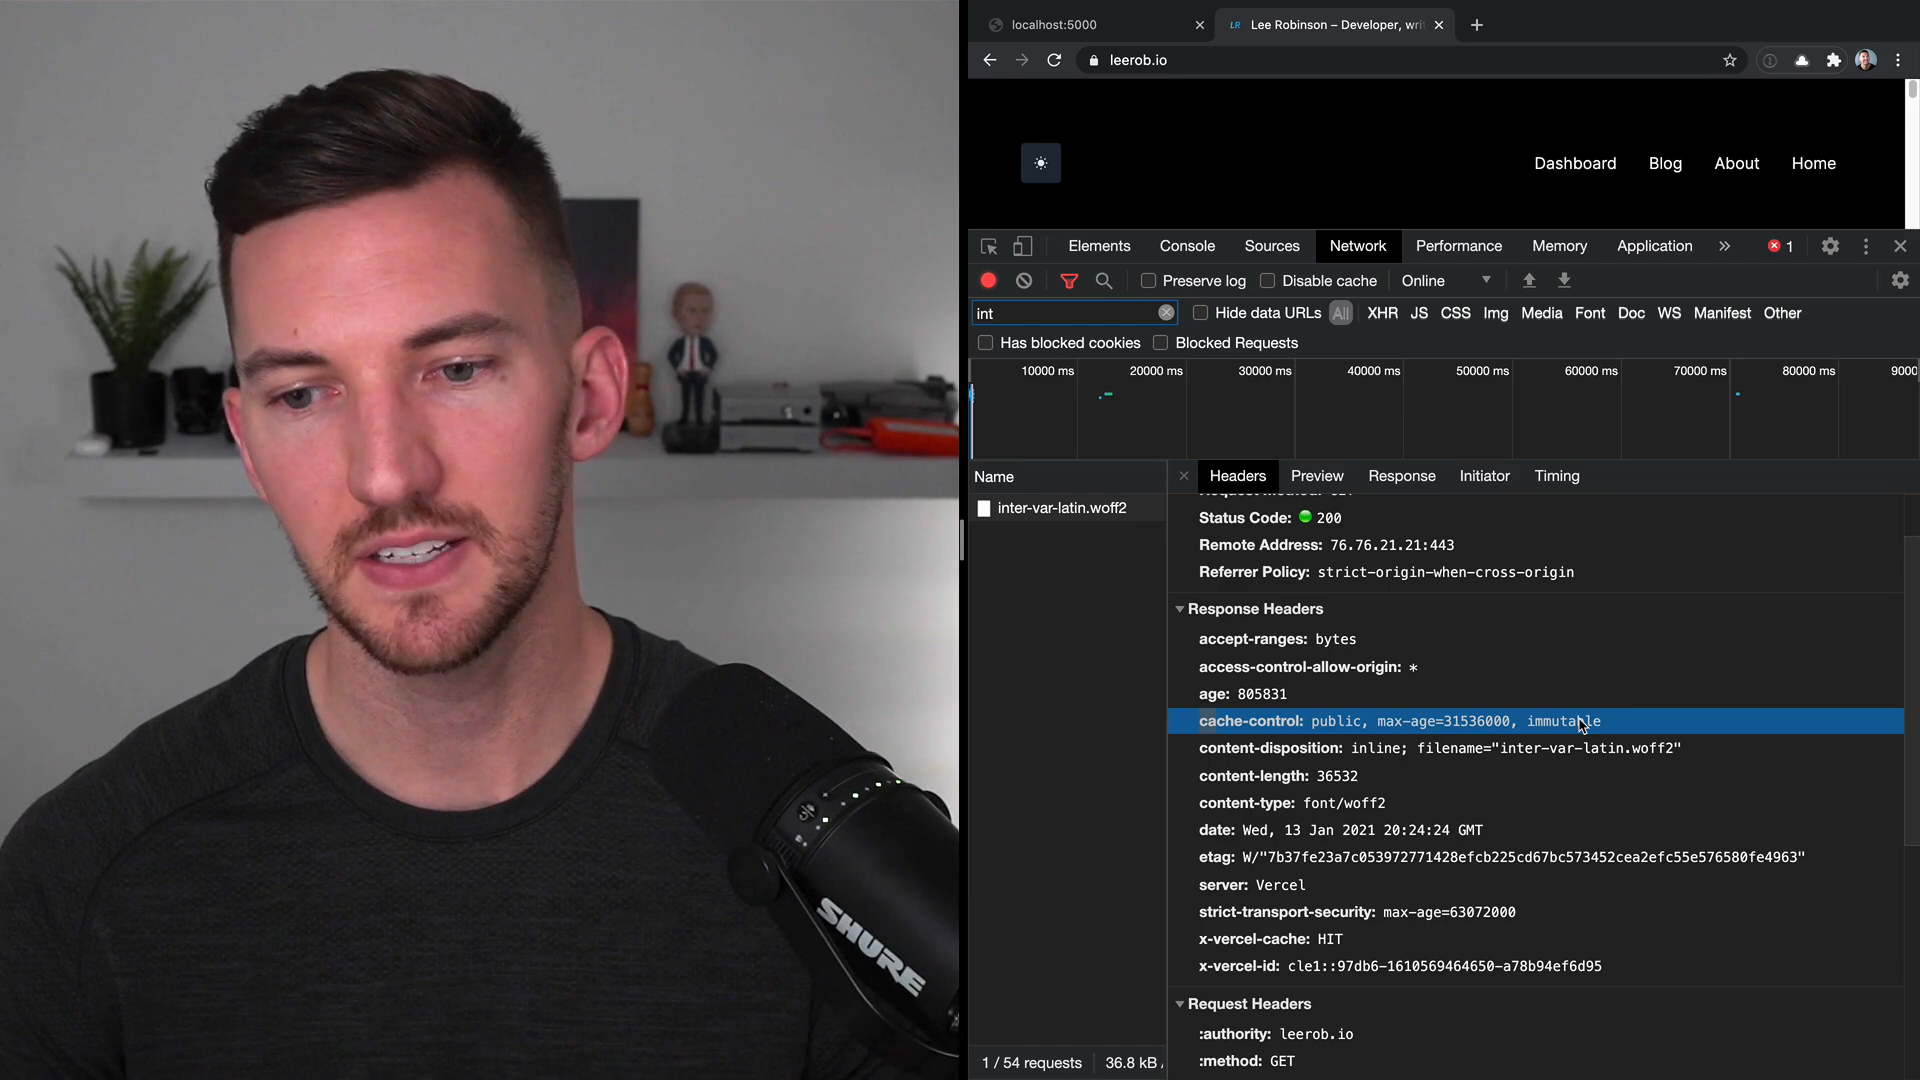 localhost:5000
LR Lee Robinson – Developer, wri
leerob.io
Dashboard Blog About Home
Elements Console Sources Network Performance Memory Application » 1
Preserve log Disable cache Online
int Hide data URLs All XHR JS CSS Img Media Font Doc WS Manifest Other
Has blocked cookies Blocked Requests
10000 ms 20000 ms 30000 ms 40000 ms 50000 ms 60000 ms 70000 ms 80000 ms 9000
Name Headers Preview Response Initiator Timing
inter-var-latin.woff2
Status Code: 200
Remote Address: 76.76.21.21:443
Referrer Policy: strict-origin-when-cross-origin
Response Headers
accept-ranges: bytes
access-control-allow-origin: *
age: 805831
cache-control: public, max-age=31536000, immutable
content-disposition: inline; filename="inter-var-latin.woff2"
content-length: 36532
content-type: font/woff2
date: Wed, 13 Jan 2021 20:24:24 GMT
etag: W/"7b37fe23a7c053972771428efcb225cd67bc573452cea2efc55e576580fe4963"
server: Vercel
strict-transport-security: max-age=63072000
x-vercel-cache: HIT
x-vercel-id: cle1::97db6-1610569464650-a78b94ef6d95
Request Headers
:authority: leerob.io
:method: GET
1 / 54 requests 36.8 kB
SHURE